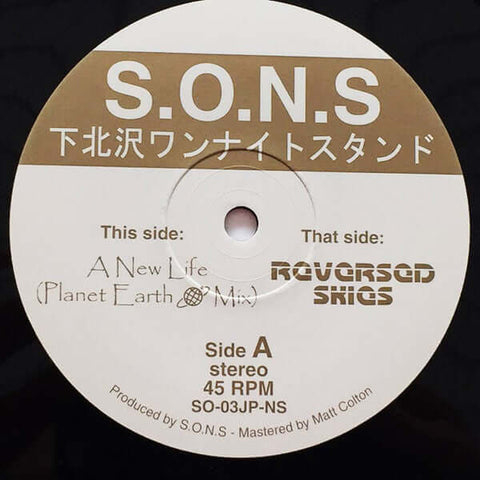 S.O.N.S
下北沢ワンナイトスタンド
This side:
A New Life
(Planet Earth Mix)
That side:
Reversed
Skies
Side A
stereo
45 RPM
SO-03JP-NS
Produced by S.O.N.S - Mastered by Matt Colton